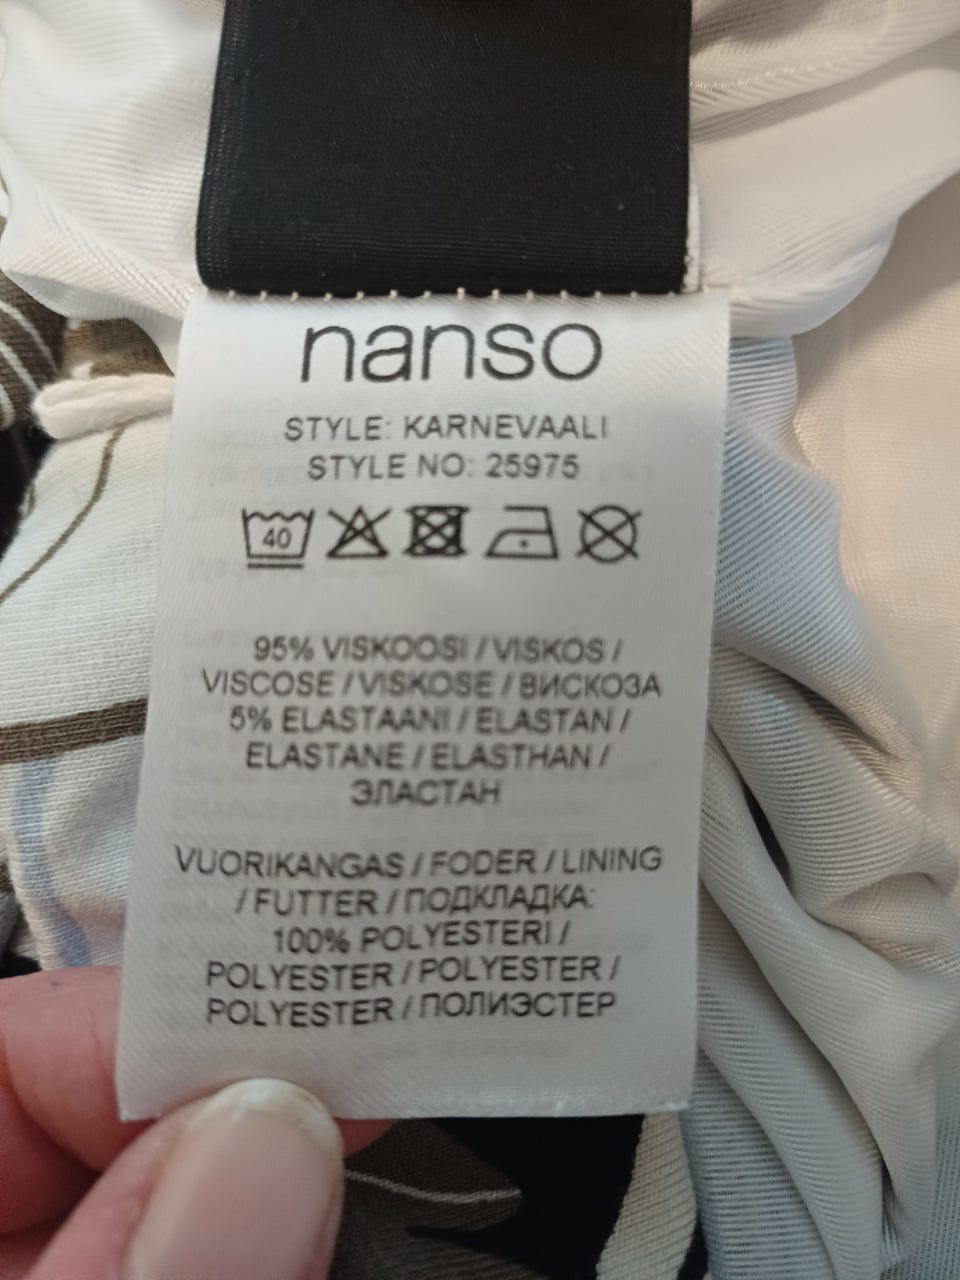 nanso
STYLE: KARNEVAALI
STYLE NO: 25975
40
95% VISKOOSI / VISKOS /
VISCOSE / VISKOSE / ВИСКОЗА
5% ELASTAANI / ELASTAN /
ELASTANE / ELASTHAN /
ЭЛАСТАН
VUORIKANGAS / FODER / LINING
/ FUTTER / ПОДКЛАДКА:
100% POLYESTERI /
POLYESTER / POLYESTER /
POLYESTER / ПОЛИЭСТЕР